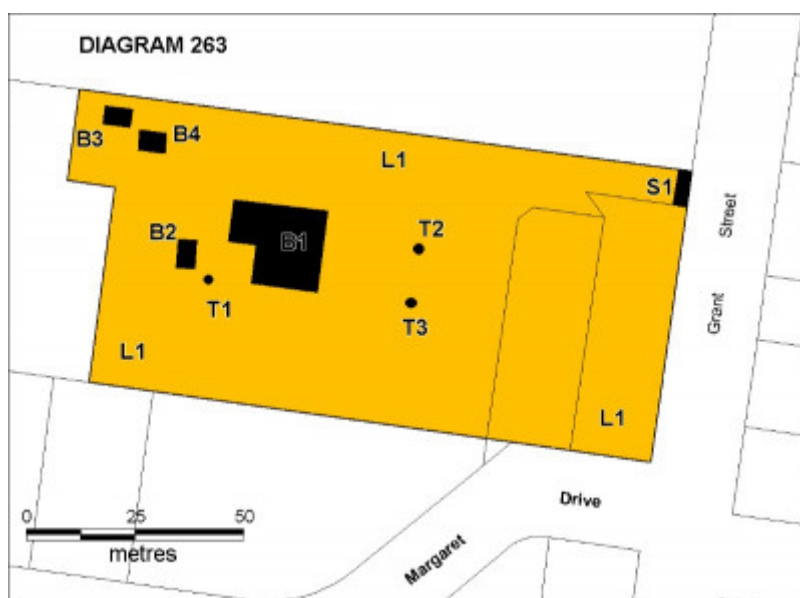 DIAGRAM 263
B3
B4
L1
S1
Street
B2
B1
T2
T1
Grant
T3
L1
L1
0 25 50
metres
Drive
Margaret